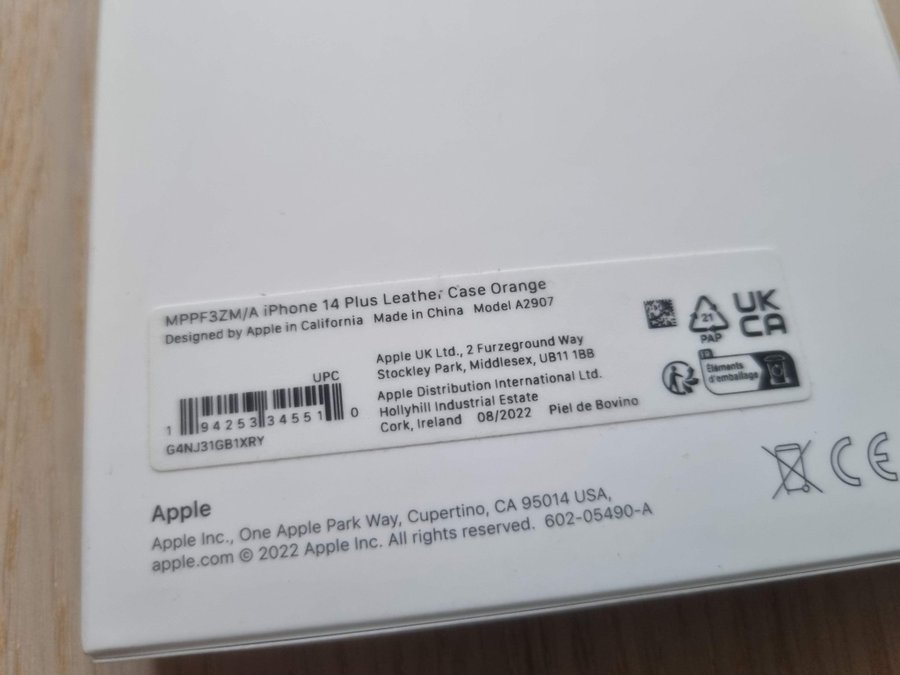 MPPF3ZM/A iPhone 14 Plus Leather Case Orange
Designed by Apple in California Made in China Model A2907
UPC
1 94253 34551 0
G4NJ31GB1XRY
Apple UK Ltd., 2 Furzeground Way
Stockley Park, Middlesex, UB11 1BB
Apple Distribution International Ltd.
Hollyhill Industrial Estate
Cork, Ireland 08/2022 Piel de Bovino
21
PAP
UK
CA
FR
Éléments
d'emballage
CE
Apple
Apple Inc., One Apple Park Way, Cupertino, CA 95014 USA,
apple.com © 2022 Apple Inc. All rights reserved. 602-05490-A